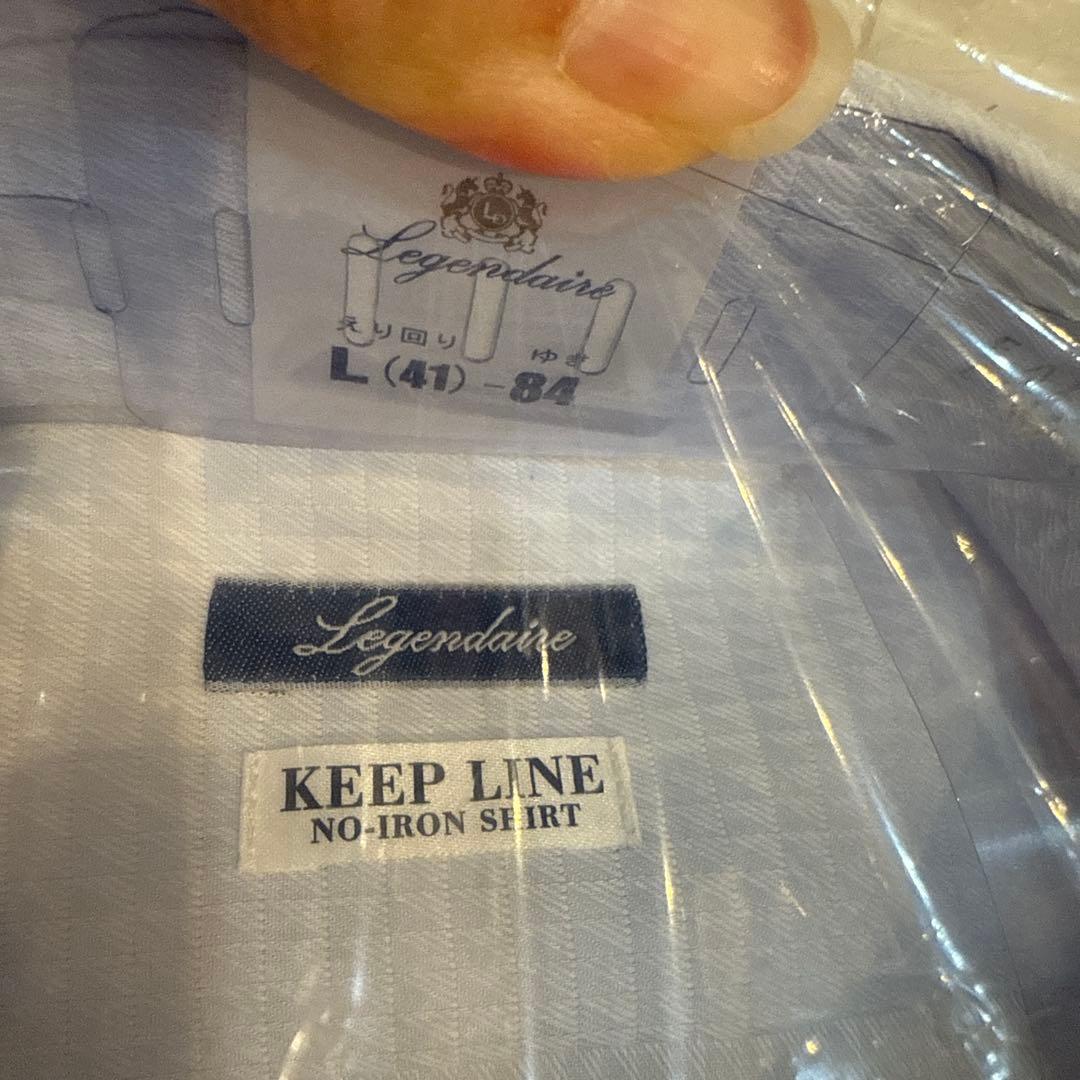 Legendaire
えり回り ゆき
L (41) - 84
Legendaire
KEEP LINE
NO-IRON SHIRT